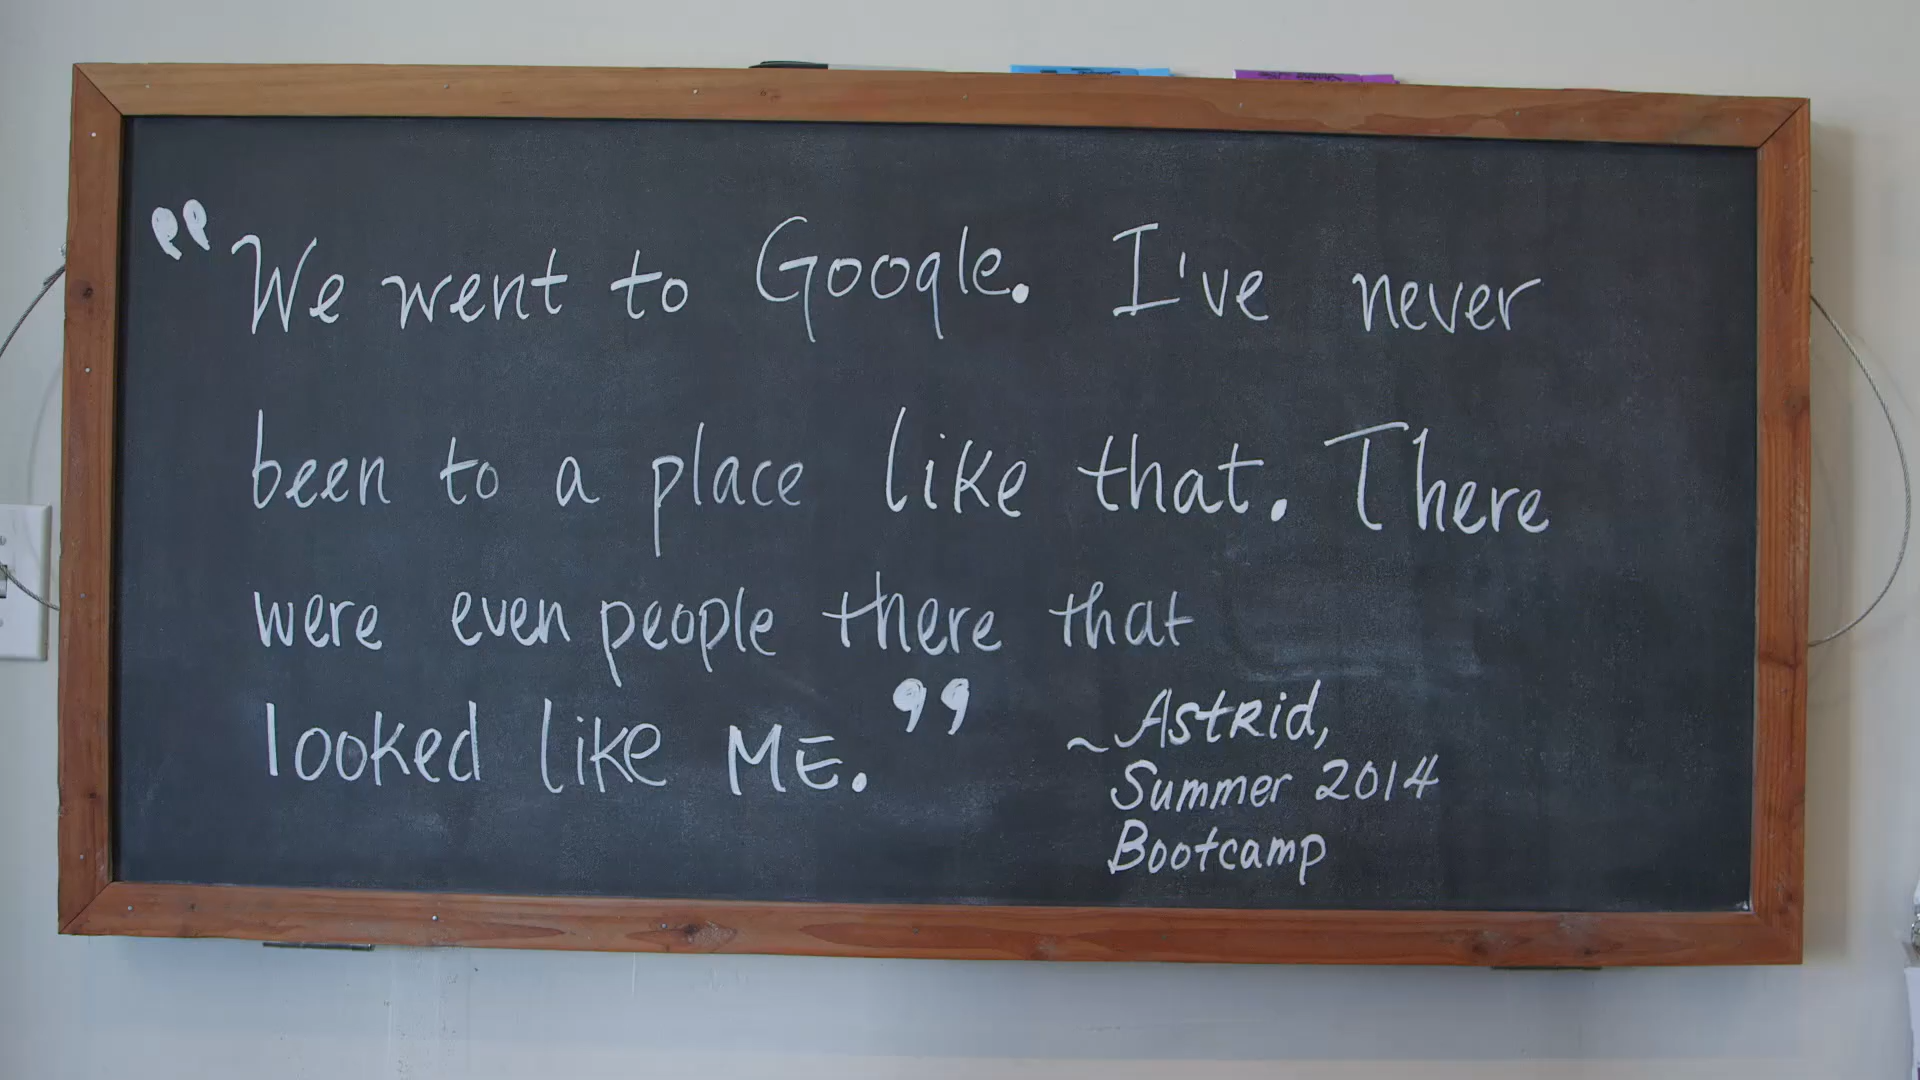 "We went to Google. I've never
been to a place like that. There
were even people there that
looked like ME."
~Astrid,
Summer 2014
Bootcamp